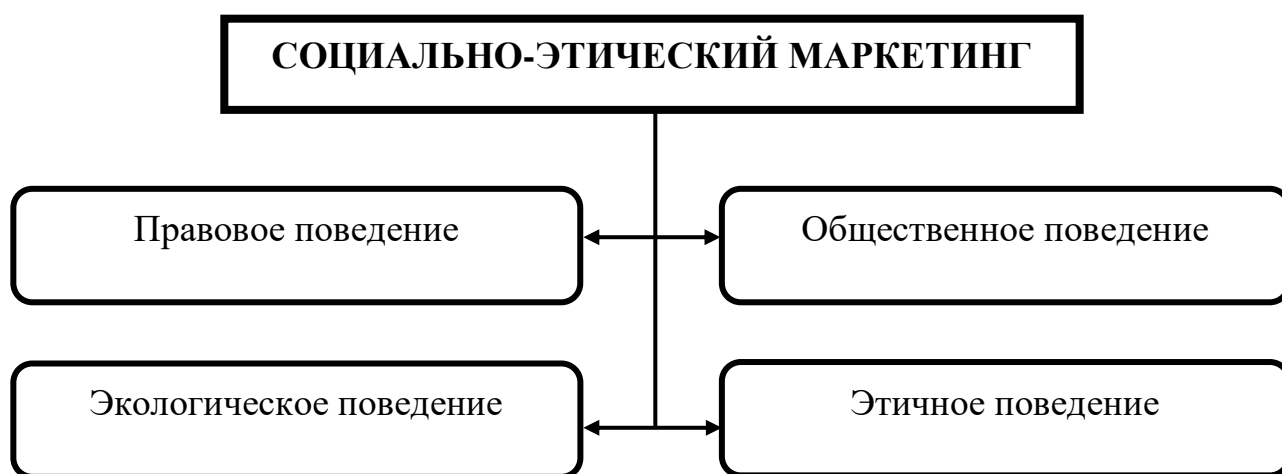 СОЦИАЛЬНО-ЭТИЧЕСКИЙ МАРКЕТИНГ
Правовое поведение
Общественное поведение
Экологическое поведение
Этичное поведение